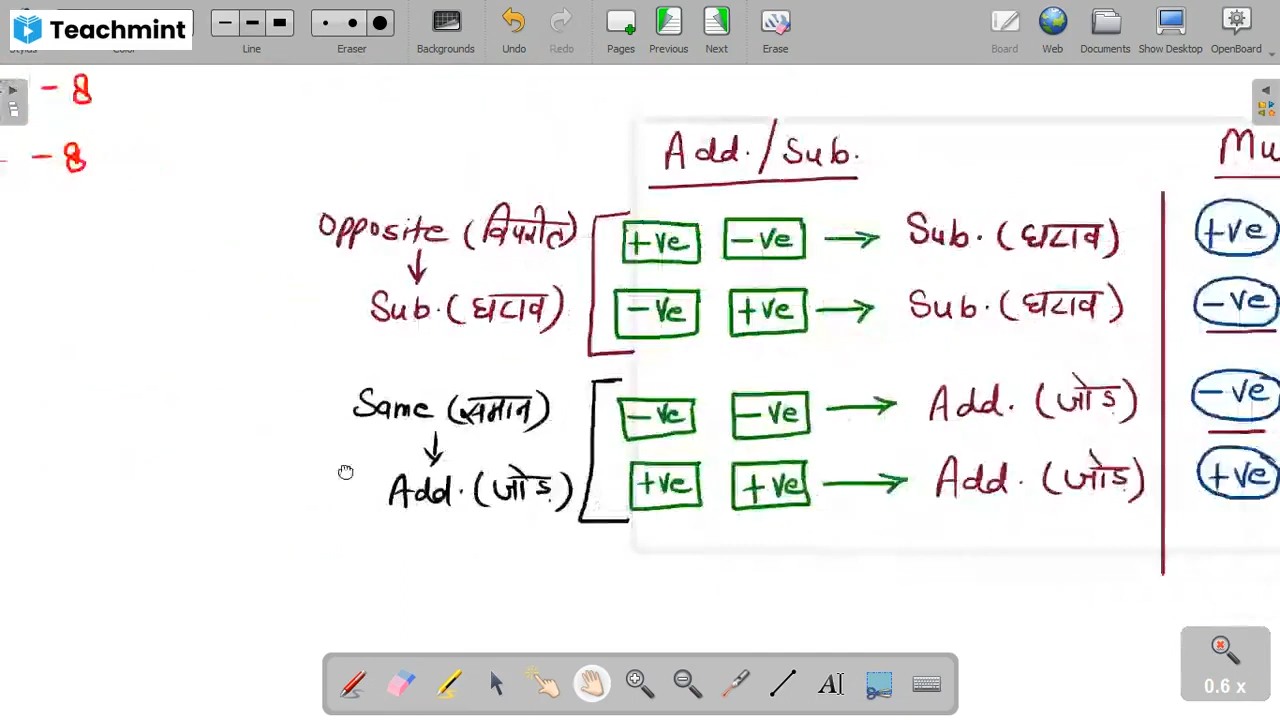 Teachmint
Line
Eraser
Backgrounds
Undo
Redo
Pages
Previous
Next
Erase
Board
Web
Documents
Show Desktop
OpenBoard
- 8
- 8
Add. / Sub.
Opposite (विपरीत)
+ve -ve → Sub. (घटाव)
+ve
↓
Sub. (घटाव)
-ve +ve → Sub. (घटाव)
-ve
Same (समान)
-ve -ve → Add. (जोड)
-ve
↓
Add. (जोड)
+ve +ve → Add. (जोड)
+ve
0.6 x